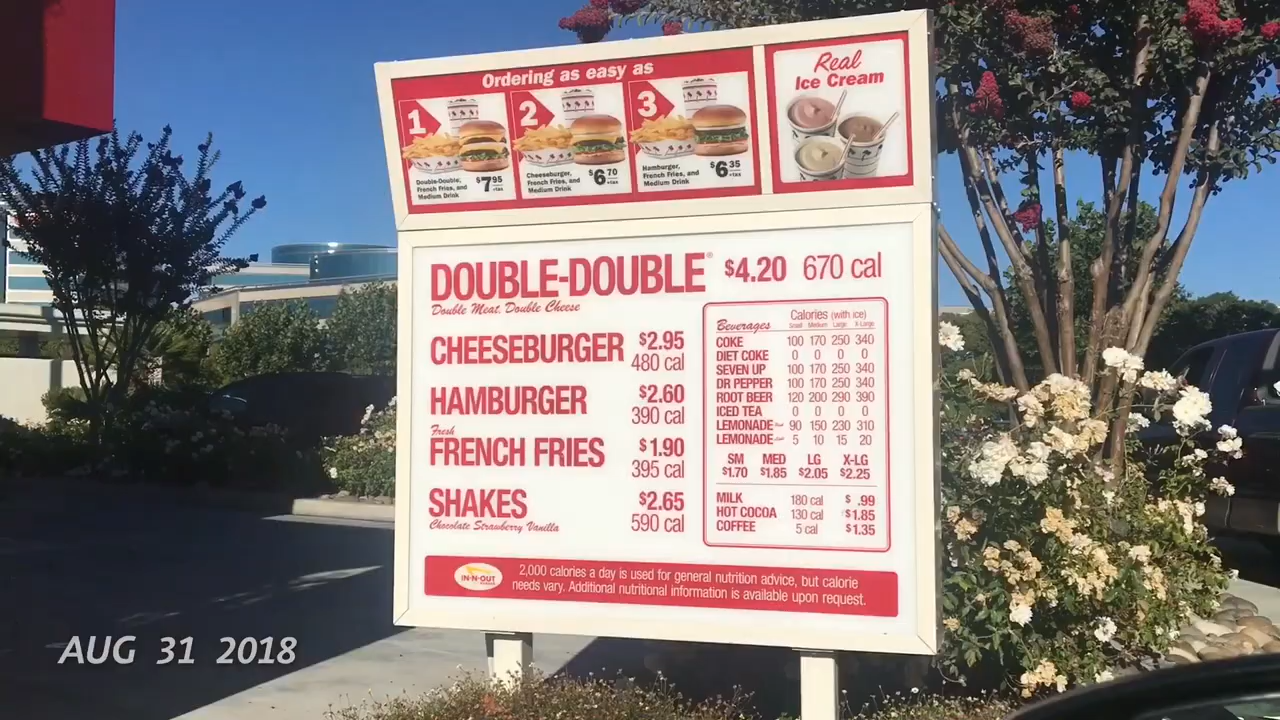 Ordering as easy as
1
2
3
Double-Double,
French Fries, and
Medium Drink
$7.95
+tax
Cheeseburger,
French Fries, and
Medium Drink
$6.70
+tax
Hamburger,
French Fries, and
Medium Drink
$6.35
+tax
Real
Ice Cream
DOUBLE-DOUBLE® $4.20 670 cal
Double Meat. Double Cheese
CHEESEBURGER $2.95
480 cal
HAMBURGER $2.60
390 cal
Fresh
FRENCH FRIES $1.90
395 cal
SHAKES $2.65
Chocolate Strawberry Vanilla 590 cal
Beverages Calories (with ice)
Small Medium Large X-Large
COKE 100 170 250 340
DIET COKE 0 0 0 0
SEVEN UP 100 170 250 340
DR PEPPER 100 170 250 340
ROOT BEER 120 200 290 390
ICED TEA 0 0 0 0
LEMONADE 90 150 230 310
LEMONADE 5 10 15 20
SM MED LG X-LG
$1.70 $1.85 $2.05 $2.25
MILK 180 cal $ .99
HOT COCOA 130 cal $1.85
COFFEE 5 cal $1.35
IN-N-OUT
2,000 calories a day is used for general nutrition advice, but calorie
needs vary. Additional nutritional information is available upon request.
AUG 31 2018